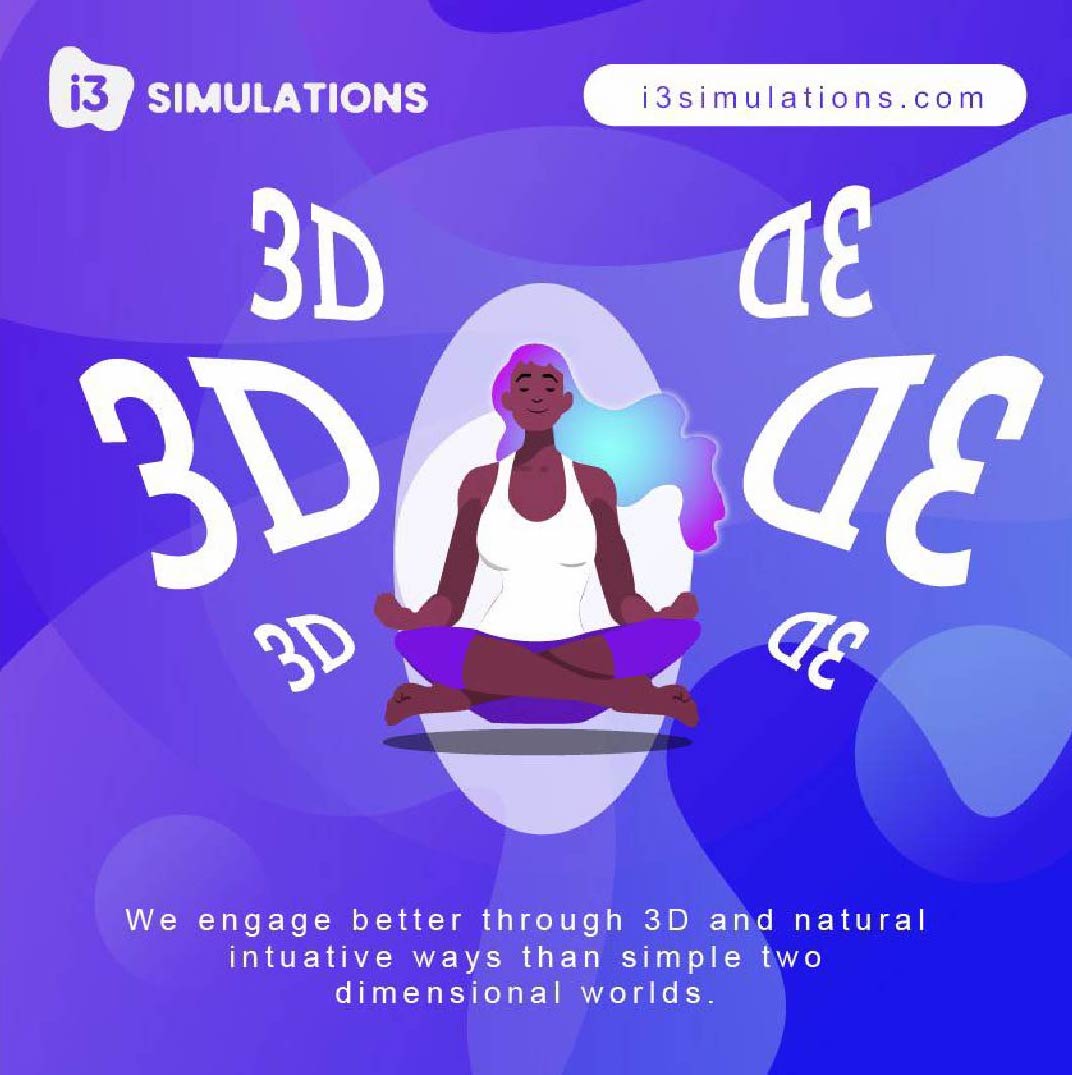 i3 SIMULATIONS
i3simulations.com
3D
3D
3D
3D
3D
3D
We engage better through 3D and natural
intuative ways than simple two
dimensional worlds.